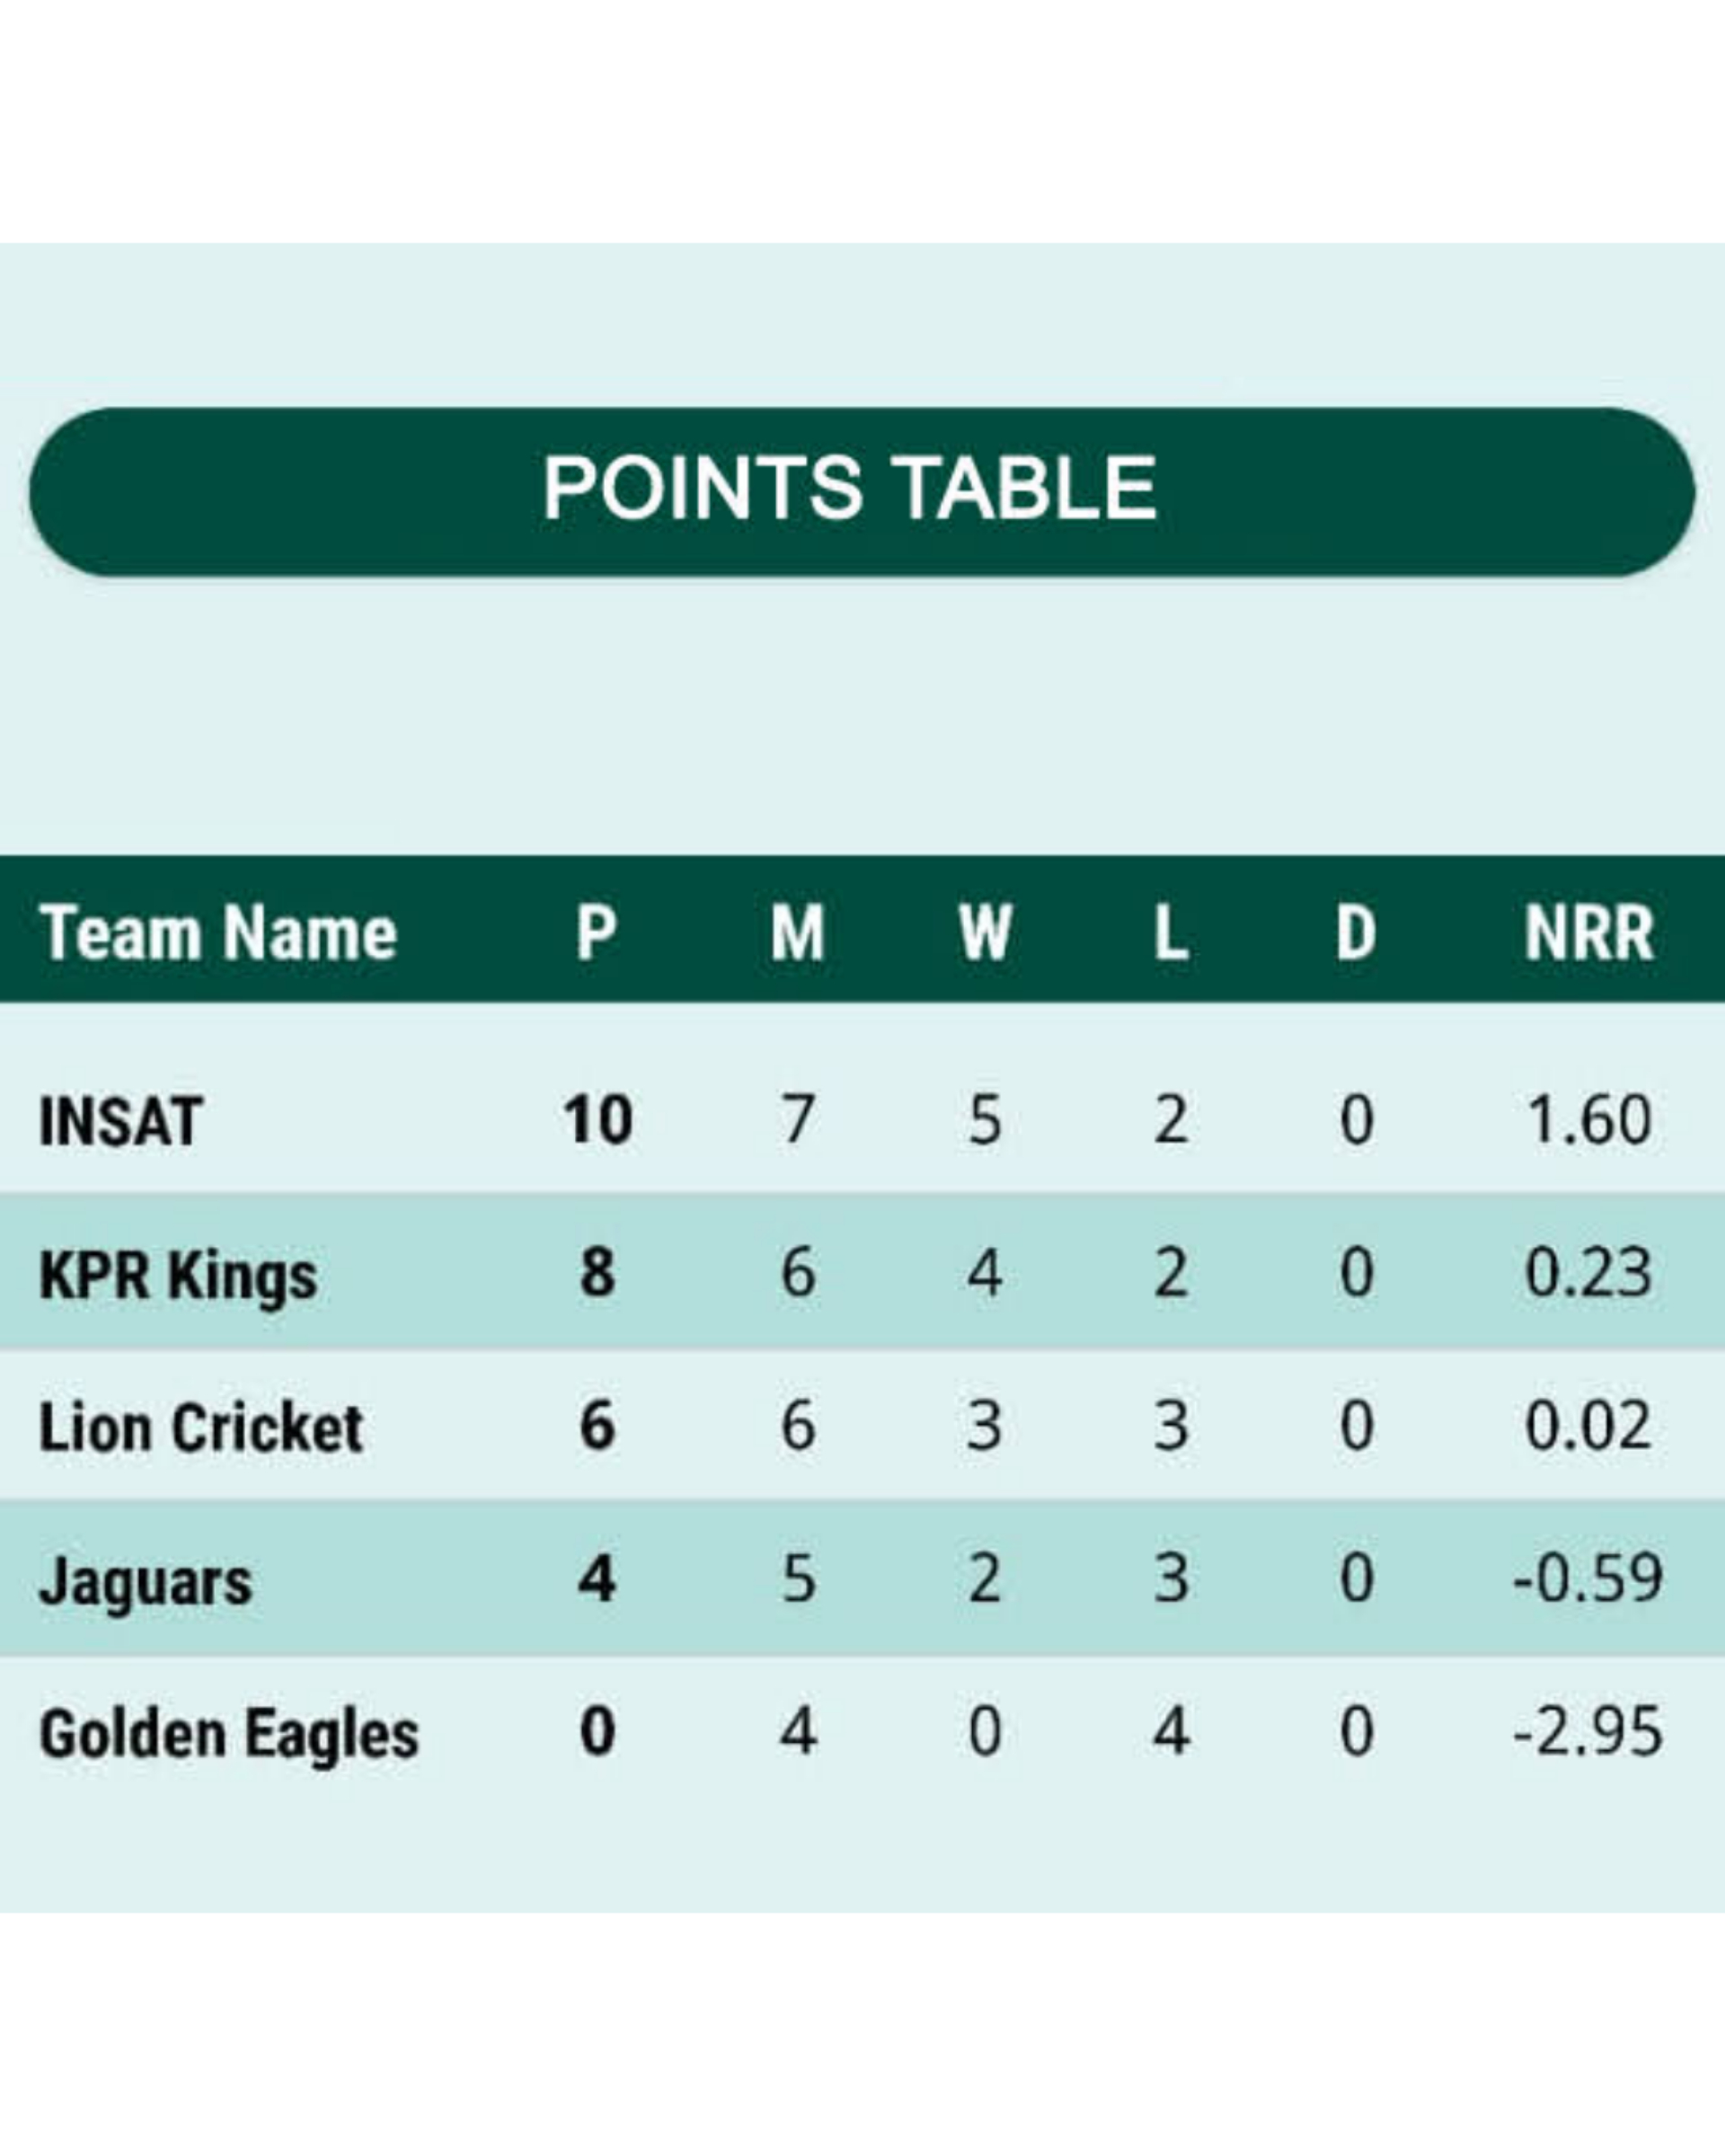 POINTS TABLE
Team Name P M W L D NRR
INSAT 10 7 5 2 0 1.60
KPR Kings 8 6 4 2 0 0.23
Lion Cricket 6 6 3 3 0 0.02
Jaguars 4 5 2 3 0 -0.59
Golden Eagles 0 4 0 4 0 -2.95